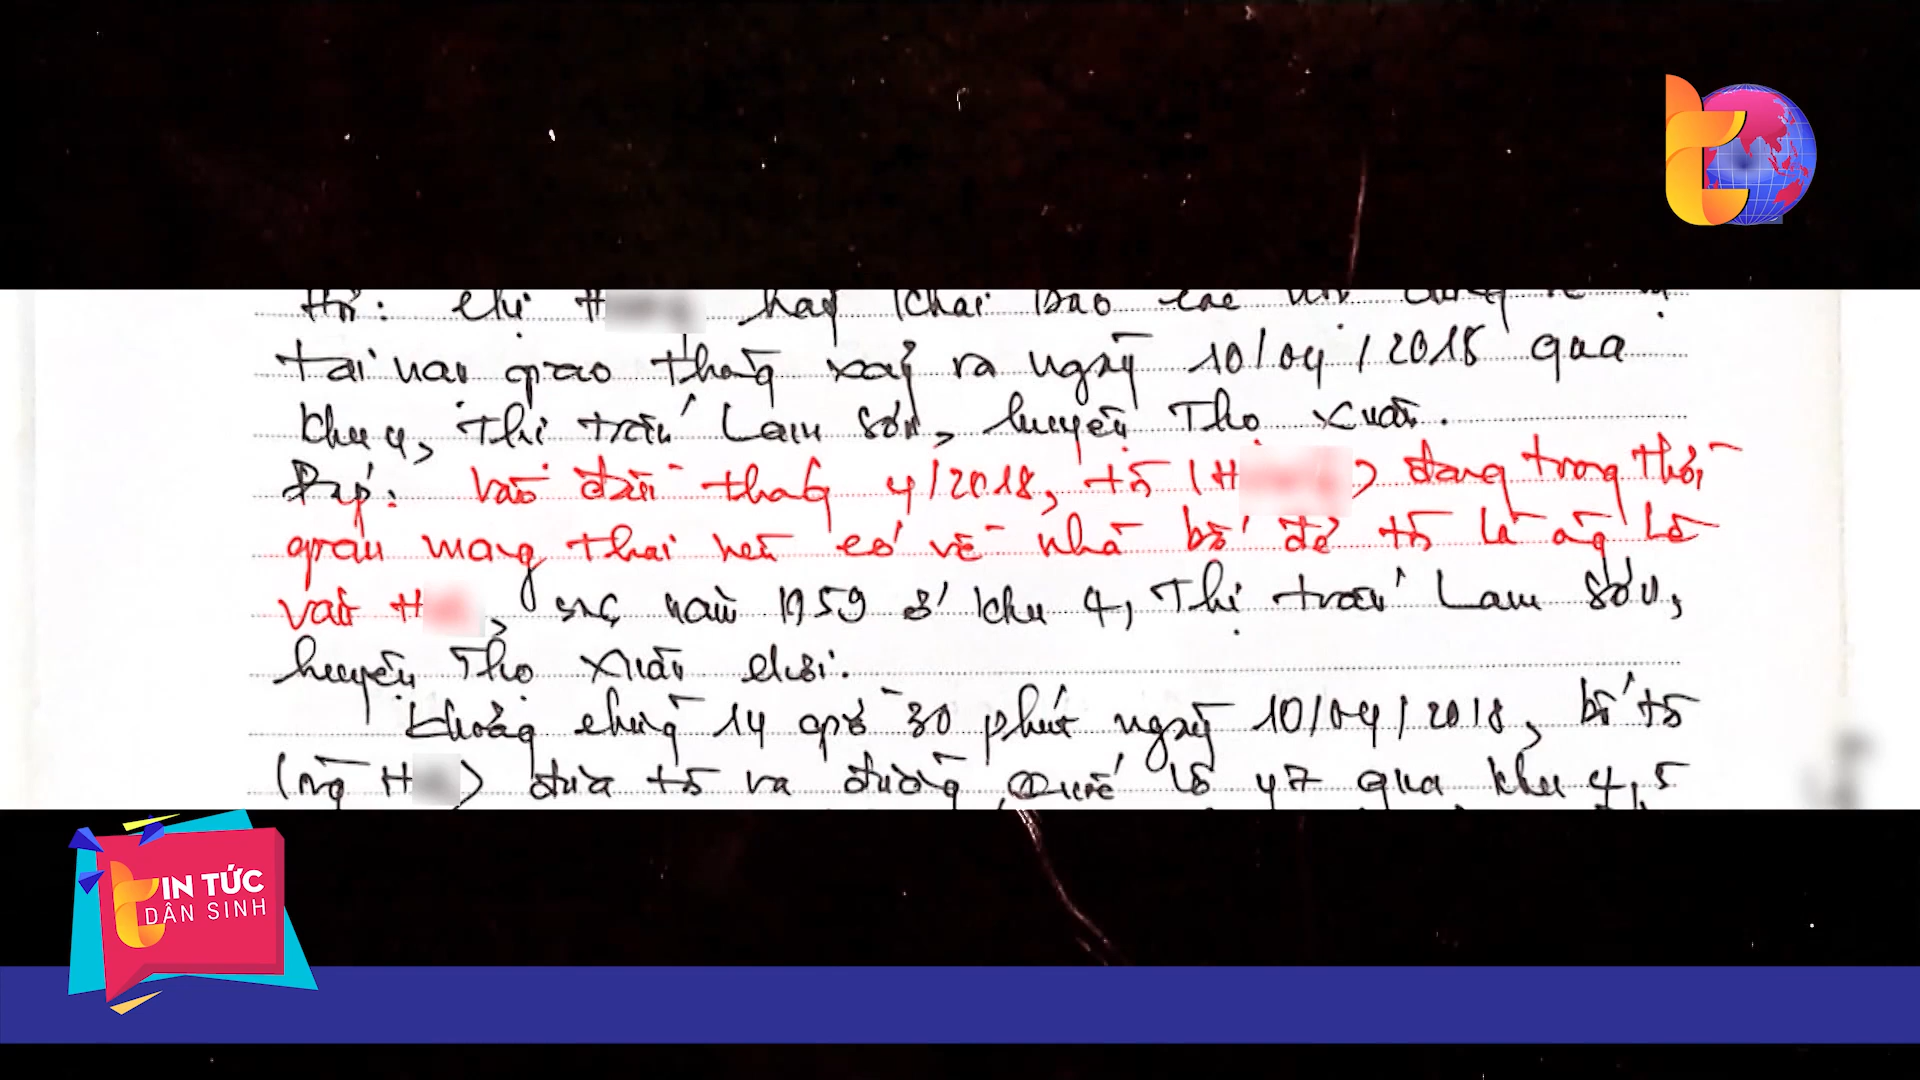 Hỏi: Chị H hãy khai báo
tai nạn giao thông xảy ra ngày 10/04/2018 qua
khu 4, Thị trấn Lam Sơn, huyện Thọ Xuân.
Đáp: Vào đầu tháng 4/2018, tôi (H ) đang trong thời
gian mang thai nên có về nhà bố đẻ tôi là ông Lê
Văn H , sinh năm 1959 ở khu 4, Thị trấn Lam Sơn,
huyện Thọ Xuân chơi.
Khoảng chừng 14 giờ 30 phút ngày 10/04/2018, bố tôi
(ông H ) đưa tôi ra đường Quốc lộ 47 qua khu 4,5
TIN TỨC
DÂN SINH